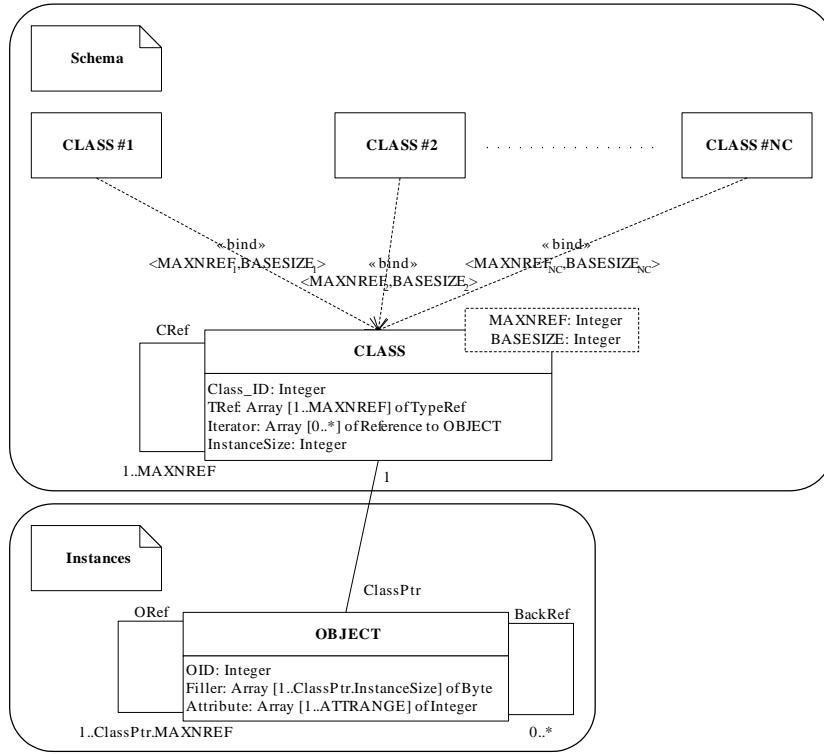 Schema
CLASS #1
CLASS #2
CLASS #NC
«bind»
<MAXNREF1,BASESIZE1>
«bind»
<MAXNREF2,BASESIZE2>
«bind»
<MAXNREFNC,BASESIZENC>
MAXNREF: Integer
BASESIZE: Integer
CRef
CLASS
Class_ID: Integer
TRef: Array [1..MAXNREF] of TypeRef
Iterator: Array [0..*] of Reference to OBJECT
InstanceSize: Integer
1..MAXNREF
1
Instances
ClassPtr
ORef
BackRef
OBJECT
OID: Integer
Filler: Array [1..ClassPtr.InstanceSize] of Byte
Attribute: Array [1..ATTRANGE] of Integer
1..ClassPtr.MAXNREF
0..*